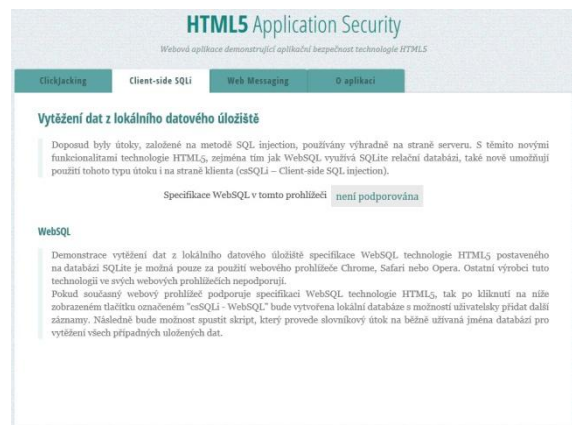 HTML5 Application Security
Webová aplikace demonstrující aplikační bezpečnost technologie HTML5
ClickJacking
Client-side SQLi
Web Messaging
O aplikaci
Vytěžení dat z lokálního datového úložiště
Doposud byly útoky, založené na metodě SQL injection, používány výhradně na straně serveru. S těmito novými
funkcionalitami technologie HTML5, zejména tím jak WebSQL využívá SQLite relační databázi, také nově umožňují
použití tohoto typu útoku i na straně klienta (csSQLi – Client-side SQL injection).
Specifikace WebSQL v tomto prohlížeči není podporována
WebSQL
Demonstrace vytěžení dat z lokálního datového úložiště specifikace WebSQL technologie HTML5 postaveného
na databázi SQLite je možná pouze za použití webového prohlížeče Chrome, Safari nebo Opera. Ostatní výrobci tuto
technologii ve svých webových prohlížečích nepodporují.
Pokud současný webový prohlížeč podporuje specifikaci WebSQL technologie HTML5, tak po kliknutí na níže
zobrazeném tlačítku označeném "csSQLi - WebSQL" bude vytvořena lokální databáze s možností uživatelsky přidat další
záznamy. Následně bude možnost spustit skript, který provede slovníkový útok na běžně užívaná jména databází pro
vytěžení všech případných uložených dat.